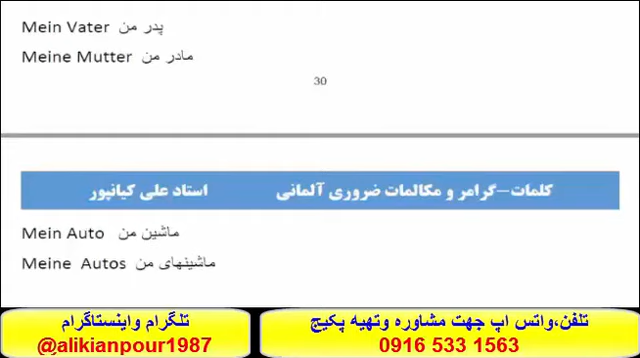 Mein Vater پدر من
Meine Mutter مادر من
30
کلمات-گرامر و مکالمات ضروری آلمانی استاد علی کیانپور
Mein Auto ماشین من
Meine Autos ماشینهای من
تلفن،واتس اپ جهت مشاوره وتهیه پکیج
0916 533 1563
تلگرام واینستاگرام
@alikianpour1987